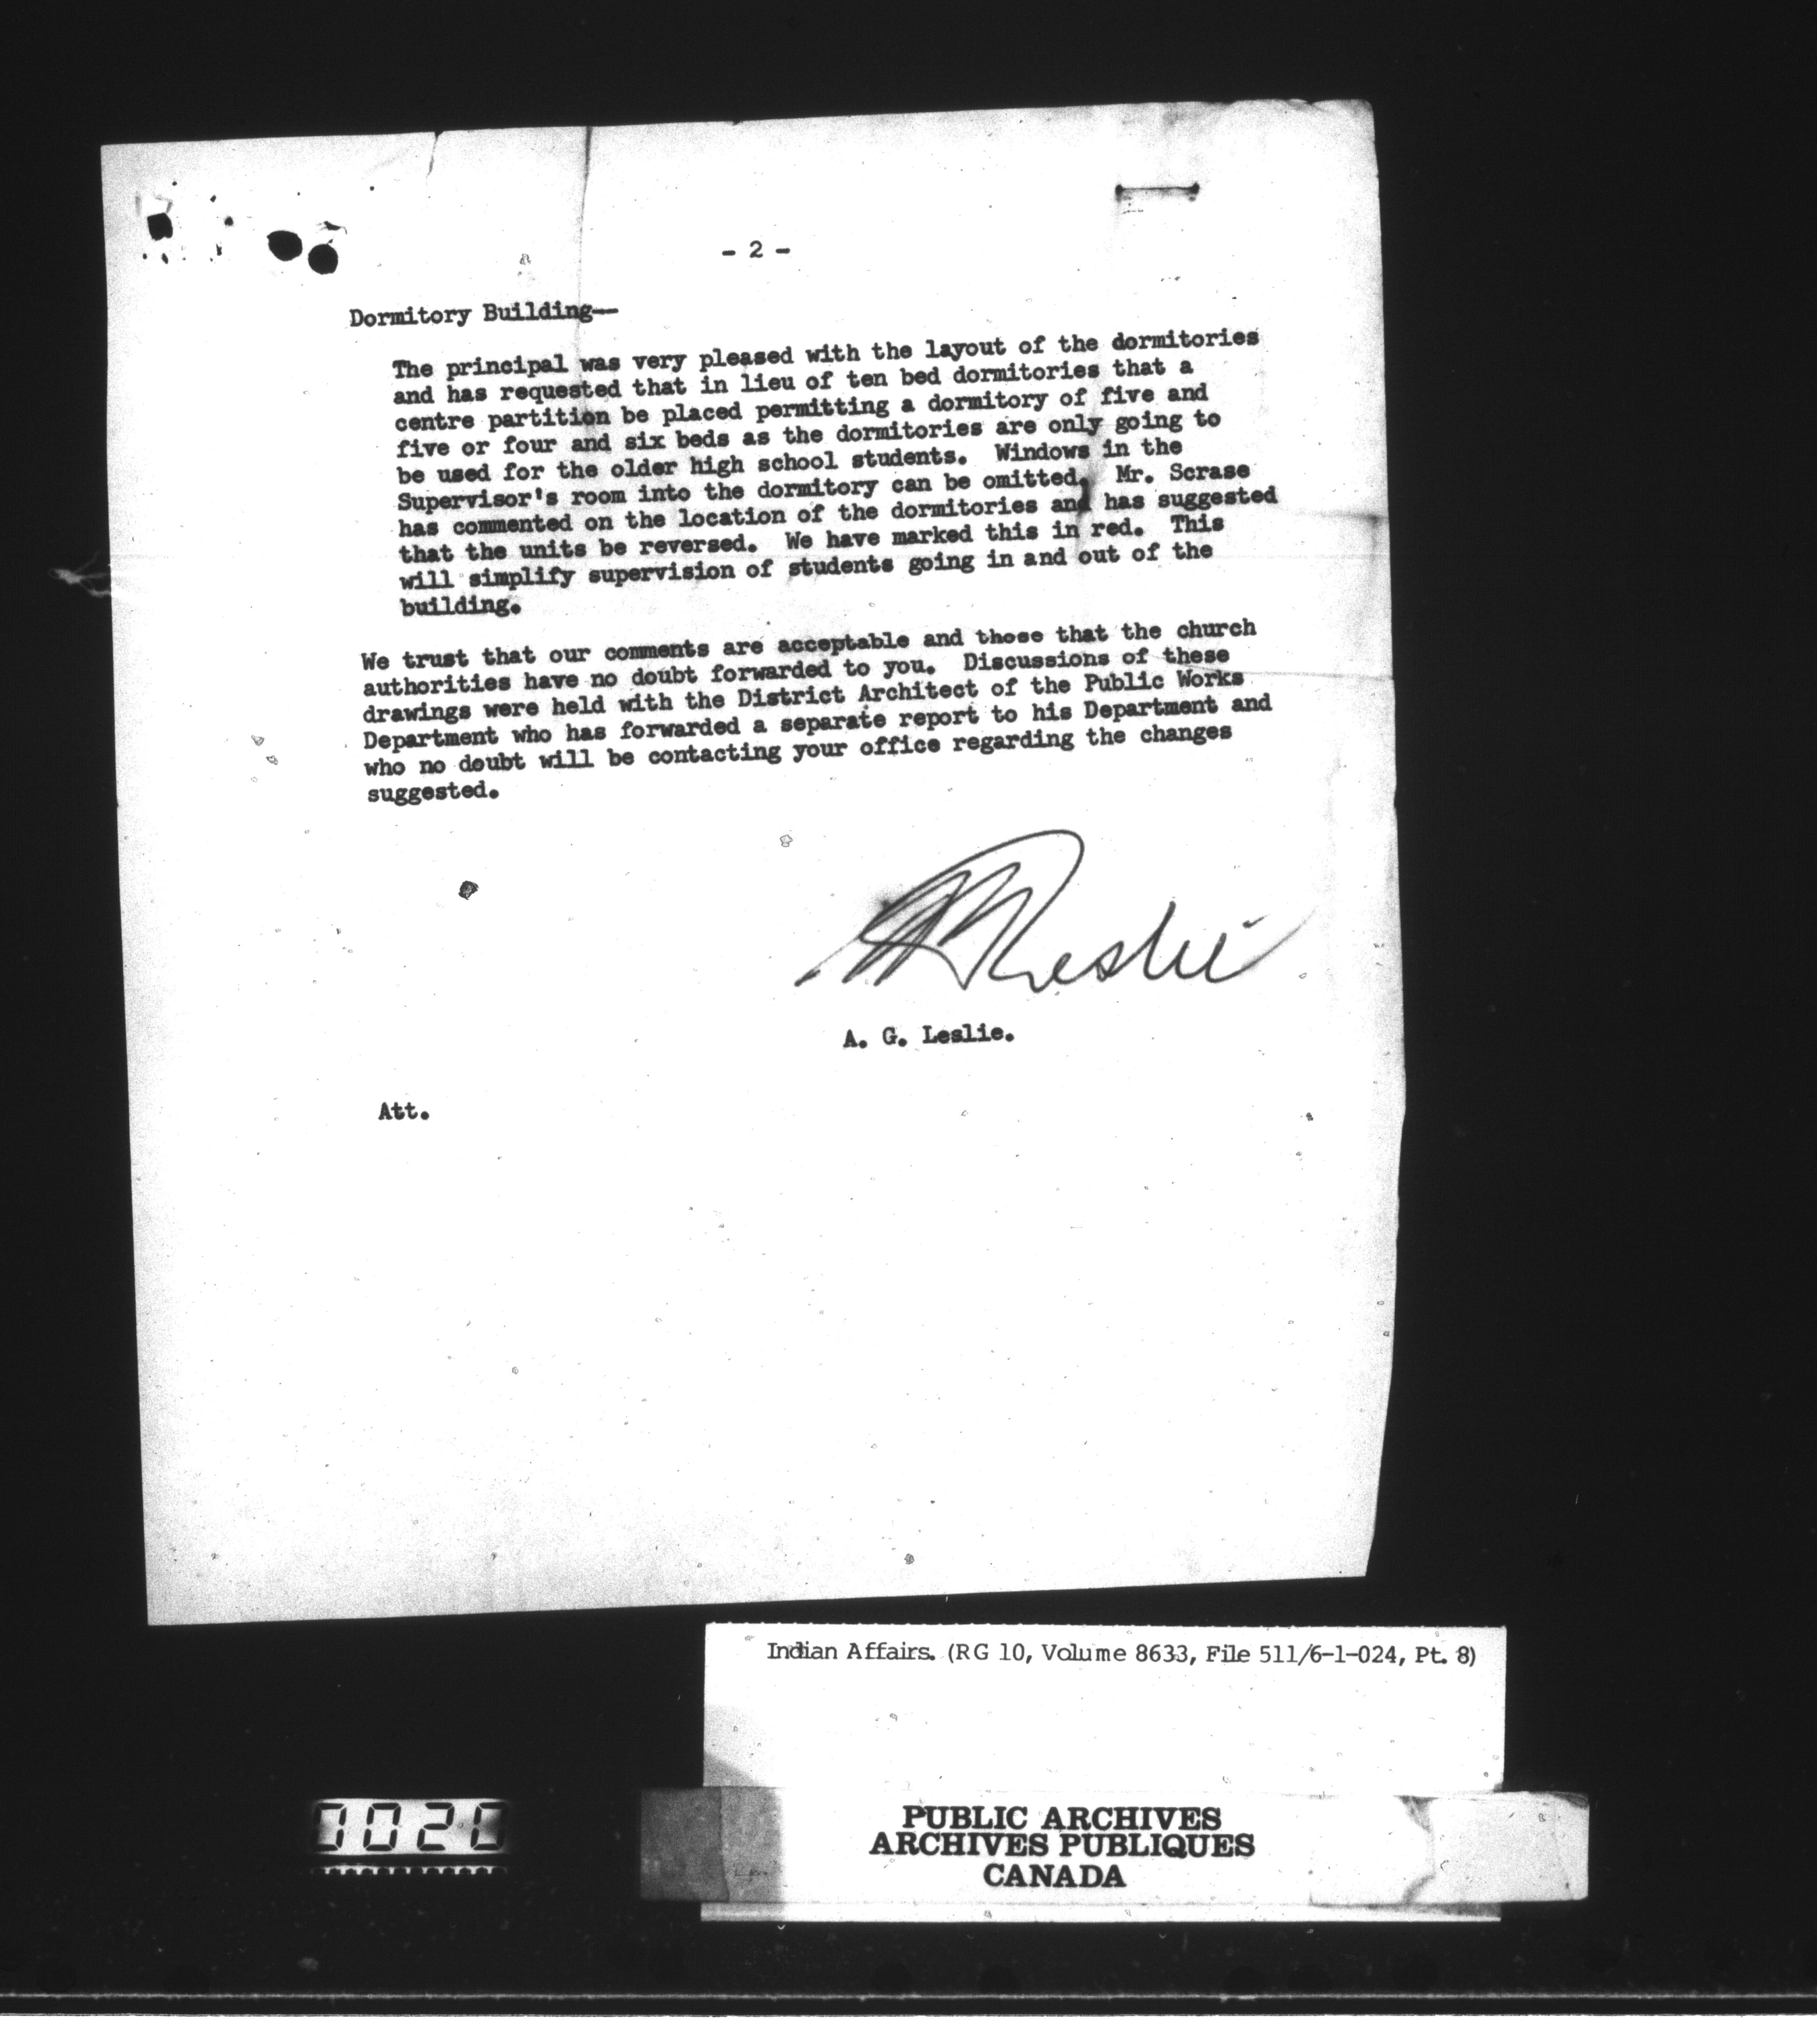 - 2 -
Dormitory Building—
The principal was very pleased with the layout of the dormitories
and has requested that in lieu of ten bed dormitories that a
centre partition be placed permitting a dormitory of five and
five or four and six beds as the dormitories are only going to
be used for the older high school students. Windows in the
Supervisor's room into the dormitory can be omitted. Mr. Scrase
has commented on the location of the dormitories and has suggested
that the units be reversed. We have marked this in red. This
will simplify supervision of students going in and out of the
building.
We trust that our comments are acceptable and those that the church
authorities have no doubt forwarded to you. Discussions of these
drawings were held with the District Architect of the Public Works
Department who has forwarded a separate report to his Department and
who no doubt will be contacting your office regarding the changes
suggested.
AGLeslie
A. G. Leslie.
Att.
Indian Affairs. (RG 10, Volume 8633, File 511/6-1-024, Pt. 8)
0020
PUBLIC ARCHIVES
ARCHIVES PUBLIQUES
CANADA